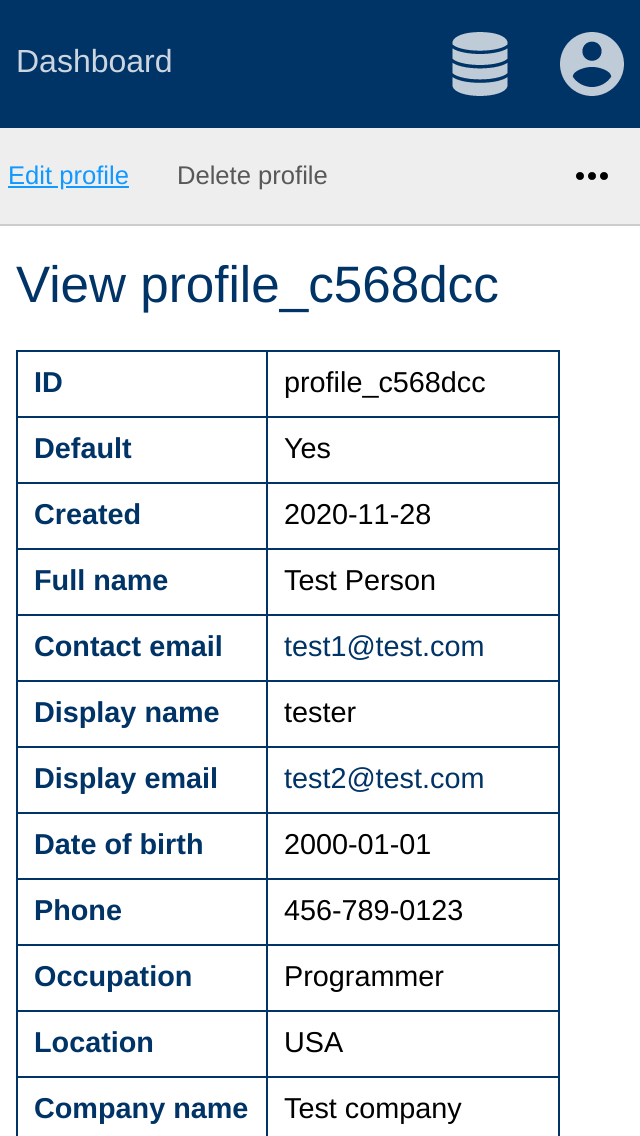 Dashboard
Edit profile Delete profile •••
View profile_c568dcc
ID profile_c568dcc
Default Yes
Created 2020-11-28
Full name Test Person
Contact email test1@test.com
Display name tester
Display email test2@test.com
Date of birth 2000-01-01
Phone 456-789-0123
Occupation Programmer
Location USA
Company name Test company